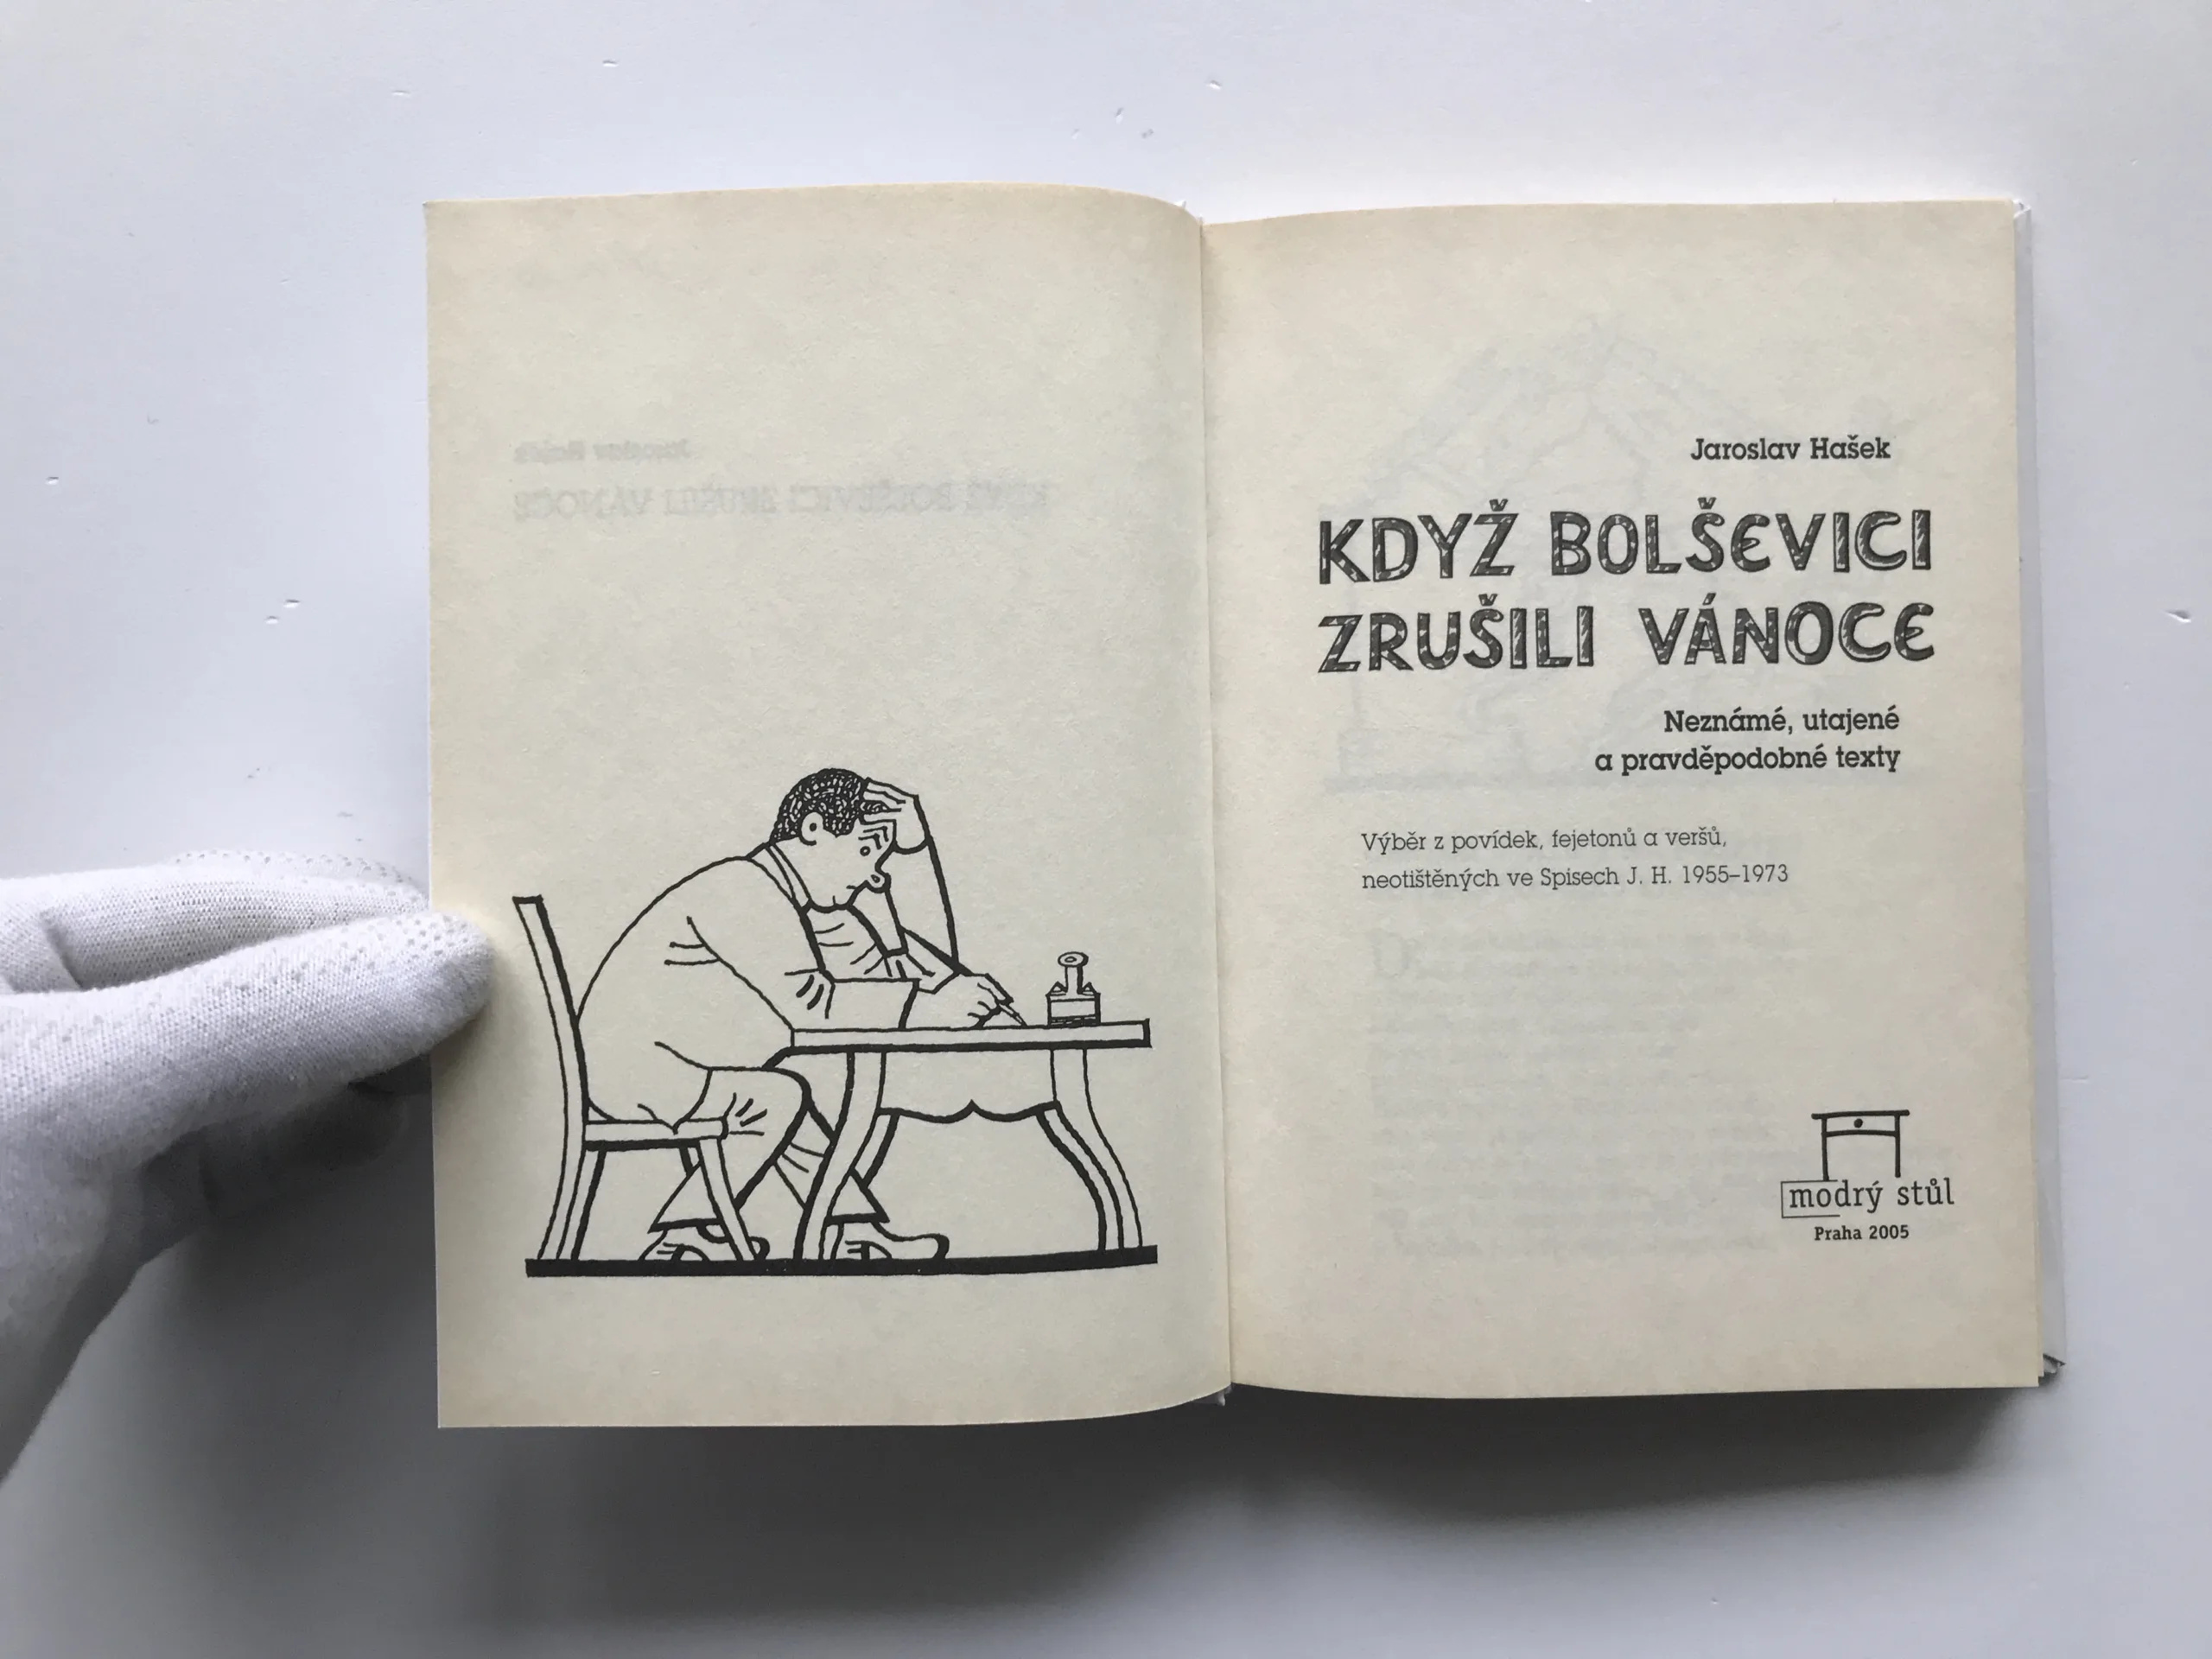 Jaroslav Hašek
KDYŽ BOLŠEVICI
ZRUŠILI VÁNOCE
Neznámé, utajené
a pravděpodobné texty
Výběr z povídek, fejetonů a veršů,
neotištěných ve Spisech J. H. 1955–1973
modrý stůl
Praha 2005